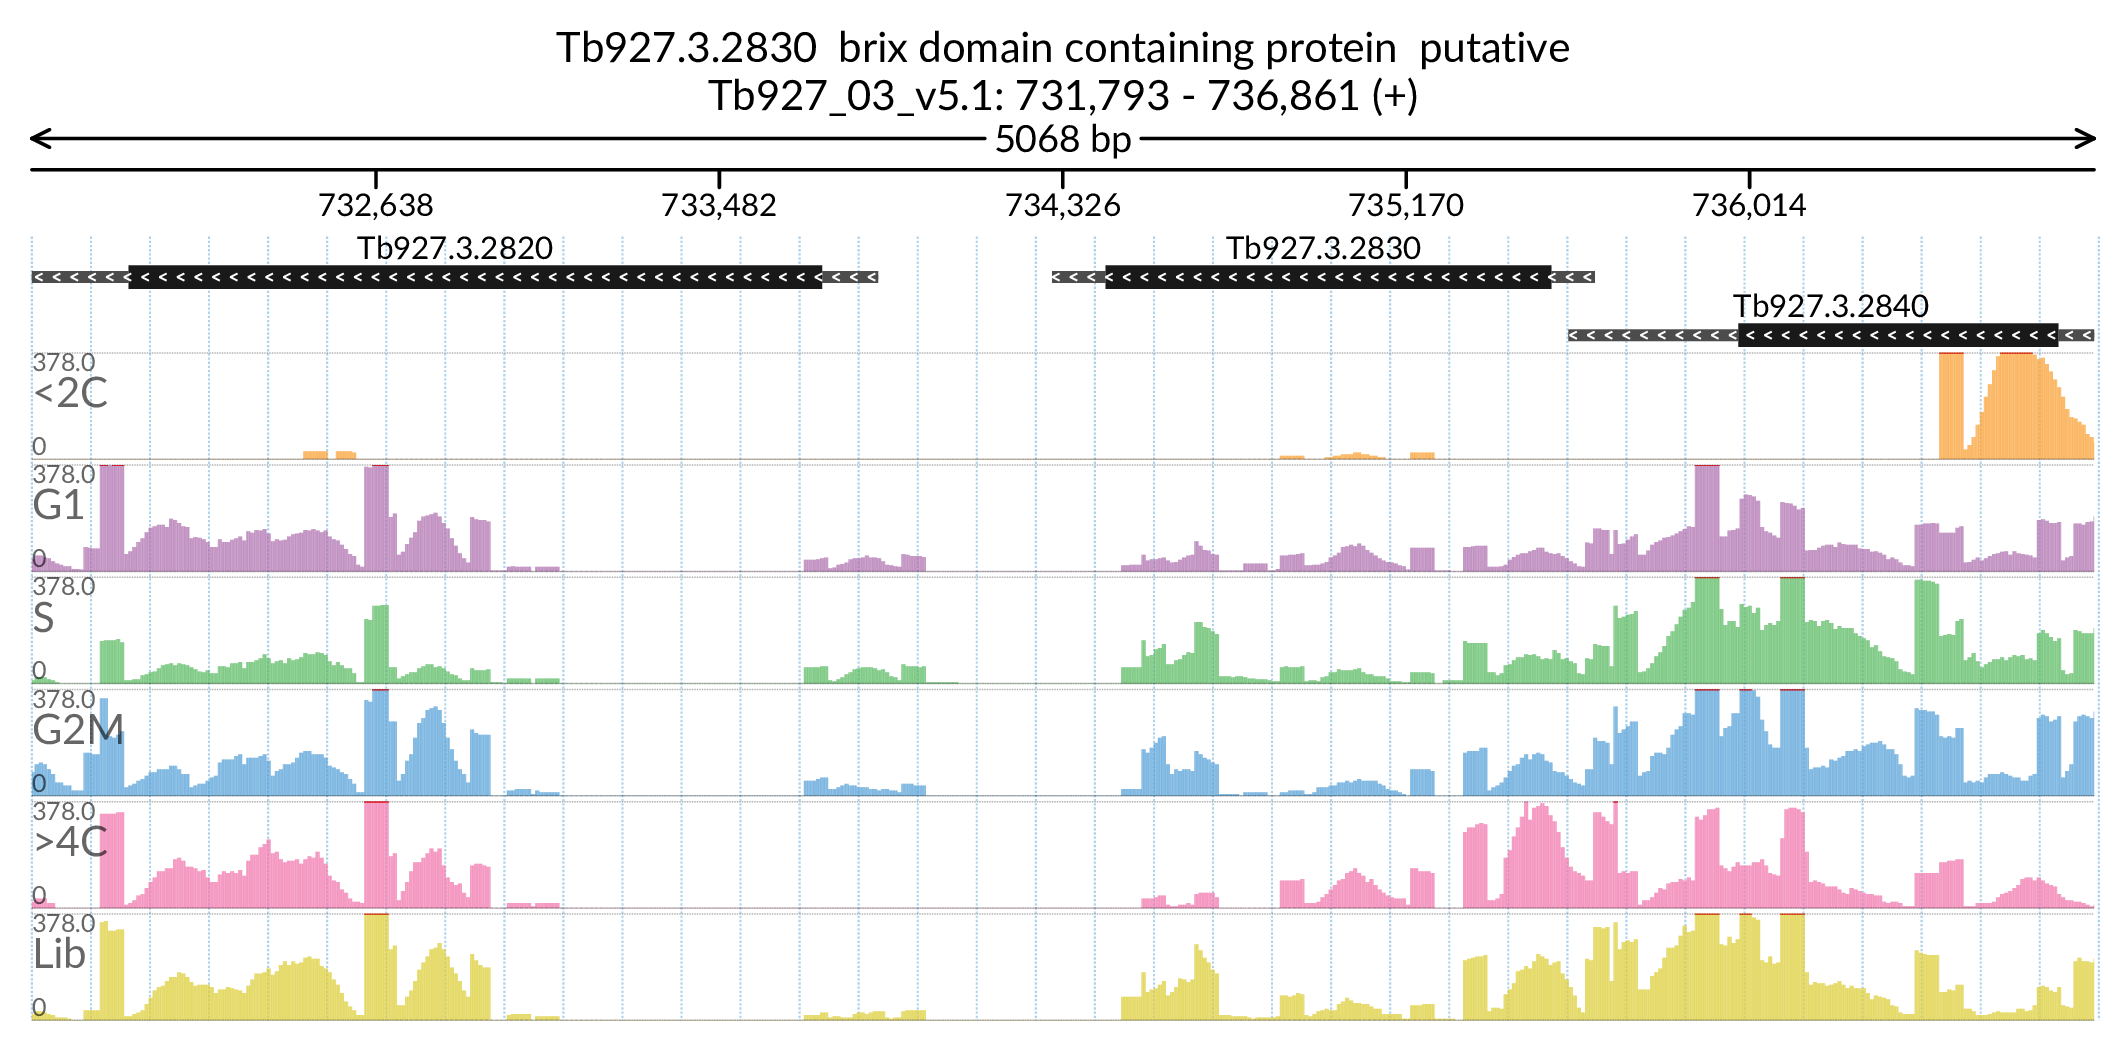 Tb927.3.2830  brix domain containing protein  putative
Tb927_03_v5.1: 731,793 - 736,861 (+)
5068 bp
732,638 733,482 734,326 735,170 736,014
Tb927.3.2820 Tb927.3.2830
Tb927.3.2840
378.0
<2C
0
378.0
G1
0
378.0
S
0
378.0
G2M
0
378.0
>4C
0
378.0
Lib
0